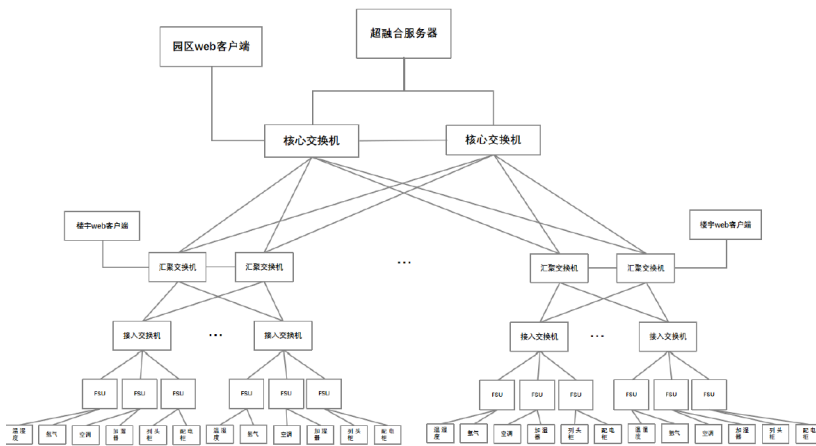 超融合服务器
园区web客户端
核心交换机
核心交换机
楼宇web客户端
楼宇web客户端
汇聚交换机
汇聚交换机
...
汇聚交换机
汇聚交换机
接入交换机
...
接入交换机
接入交换机
...
接入交换机
FSU
FSU
FSU
FSU
FSU
FSU
FSU
FSU
FSU
FSU
FSU
FSU
温湿
度
氢气
空调
加湿
器
列头
柜
配电
柜
温湿
度
氢气
空调
加湿
器
列头
柜
配电
柜
温湿
度
氢气
空调
加湿
器
列头
柜
配电
柜
温湿
度
氢气
空调
加湿
器
列头
柜
配电
柜